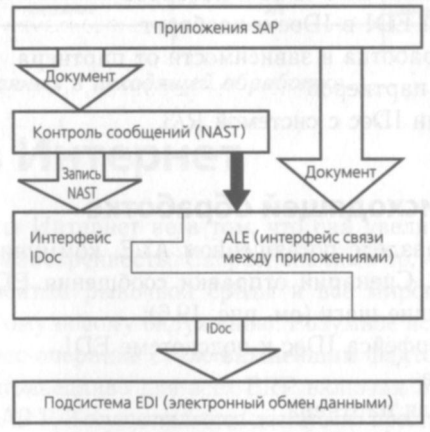 Приложения SAP
Документ
Контроль сообщений (NAST)
Запись
NAST
Документ
Интерфейс
IDoc
ALE (интерфейс связи
между приложениями)
IDoc
Подсистема EDI (электронный обмен данными)